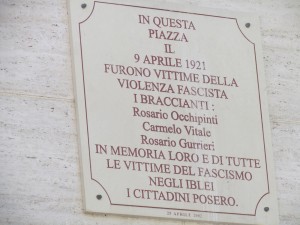 IN QUESTA
PIAZZA
IL
9 APRILE 1921
FURONO VITTIME DELLA
VIOLENZA FASCISTA
I BRACCIANTI :
Rosario Occhipinti
Carmelo Vitale
Rosario Gurrieri
IN MEMORIA LORO E DI TUTTE
LE VITTIME DEL FASCISMO
NEGLI IBLEI
I CITTADINI POSERO.
APRILE